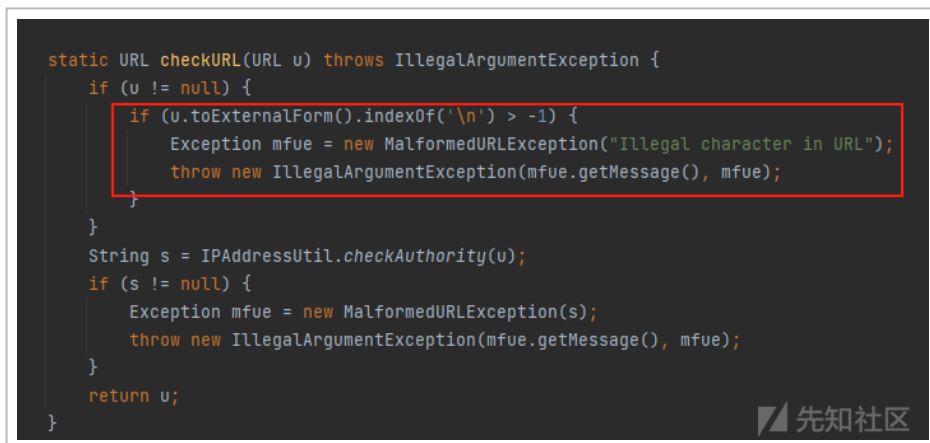 static URL checkURL(URL u) throws IllegalArgumentException {
if (u != null) {
if (u.toExternalForm().indexOf('\n') > -1) {
Exception mfue = new MalformedURLException("Illegal character in URL");
throw new IllegalArgumentException(mfue.getMessage(), mfue);
}
}
String s = IPAddressUtil.checkAuthority(u);
if (s != null) {
Exception mfue = new MalformedURLException(s);
throw new IllegalArgumentException(mfue.getMessage(), mfue);
}
return u;
}
先知社区